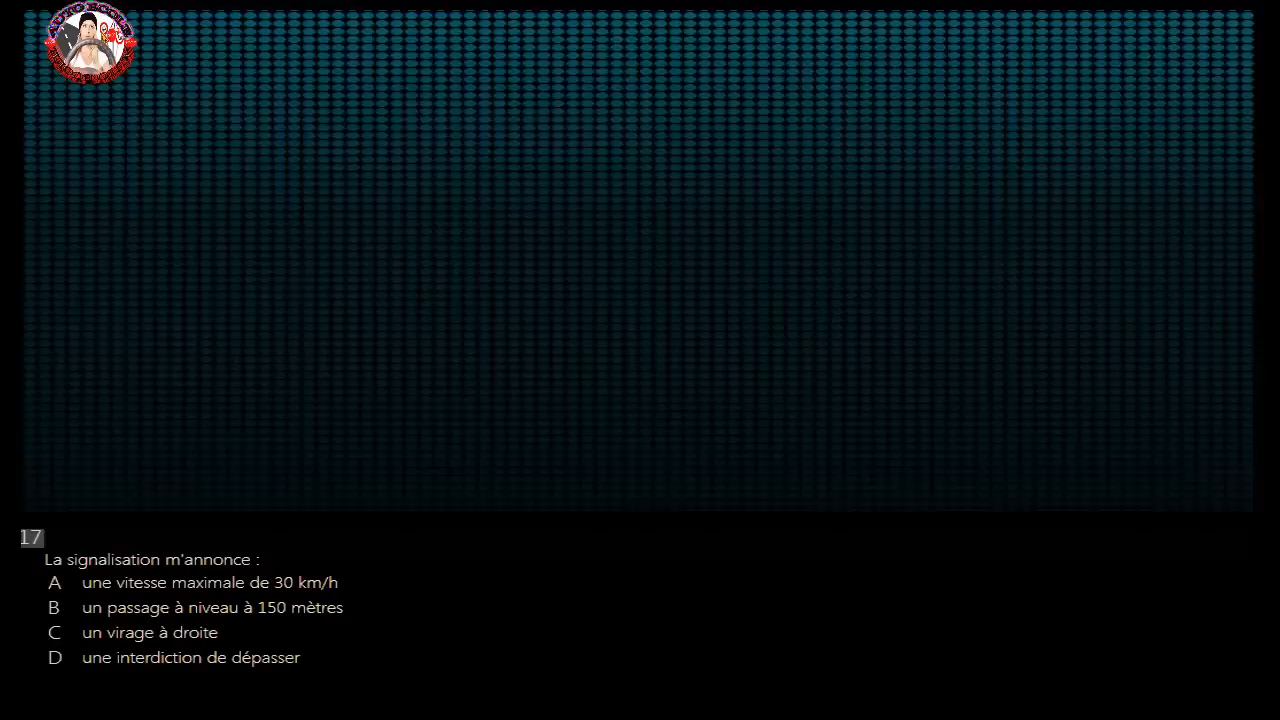 17
La signalisation m'annonce :
A une vitesse maximale de 30 km/h
B un passage à niveau à 150 mètres
C un virage à droite
D une interdiction de dépasser